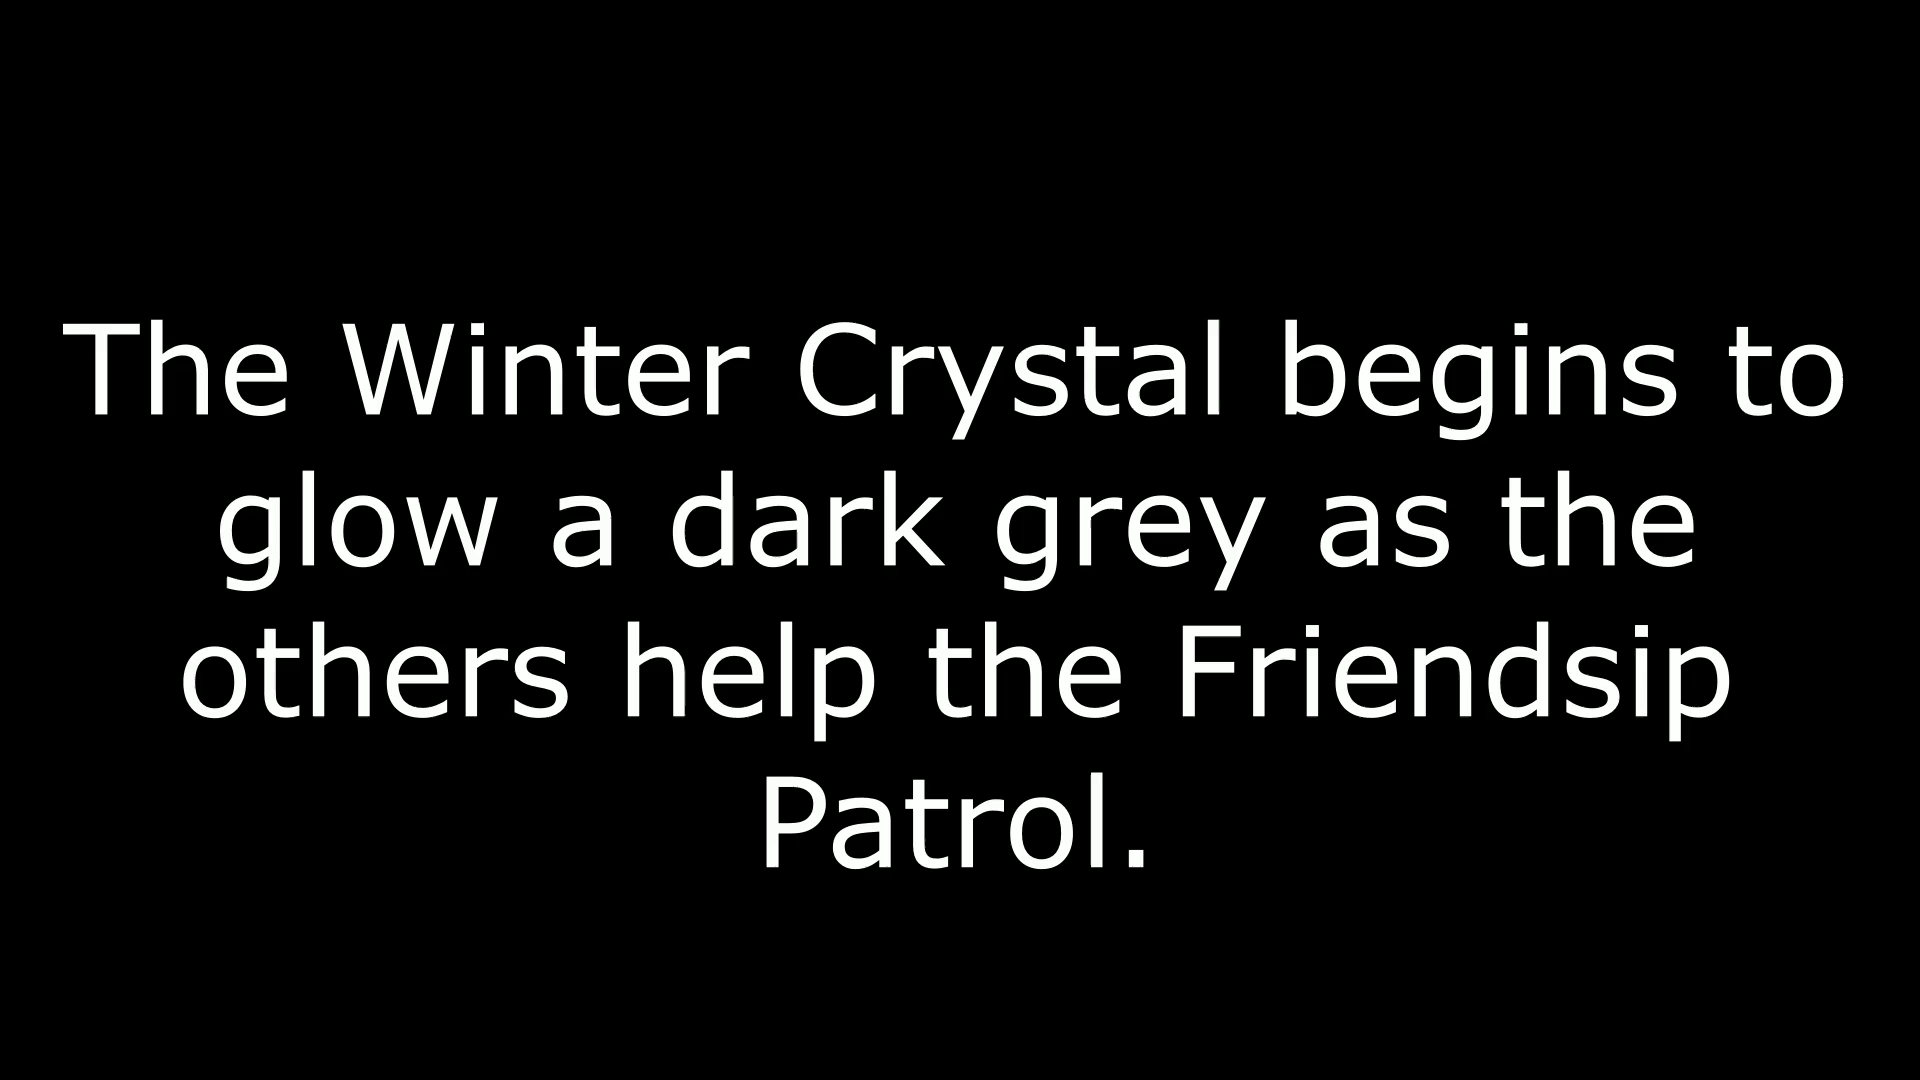 The Winter Crystal begins to
glow a dark grey as the
others help the Friendsip
Patrol.